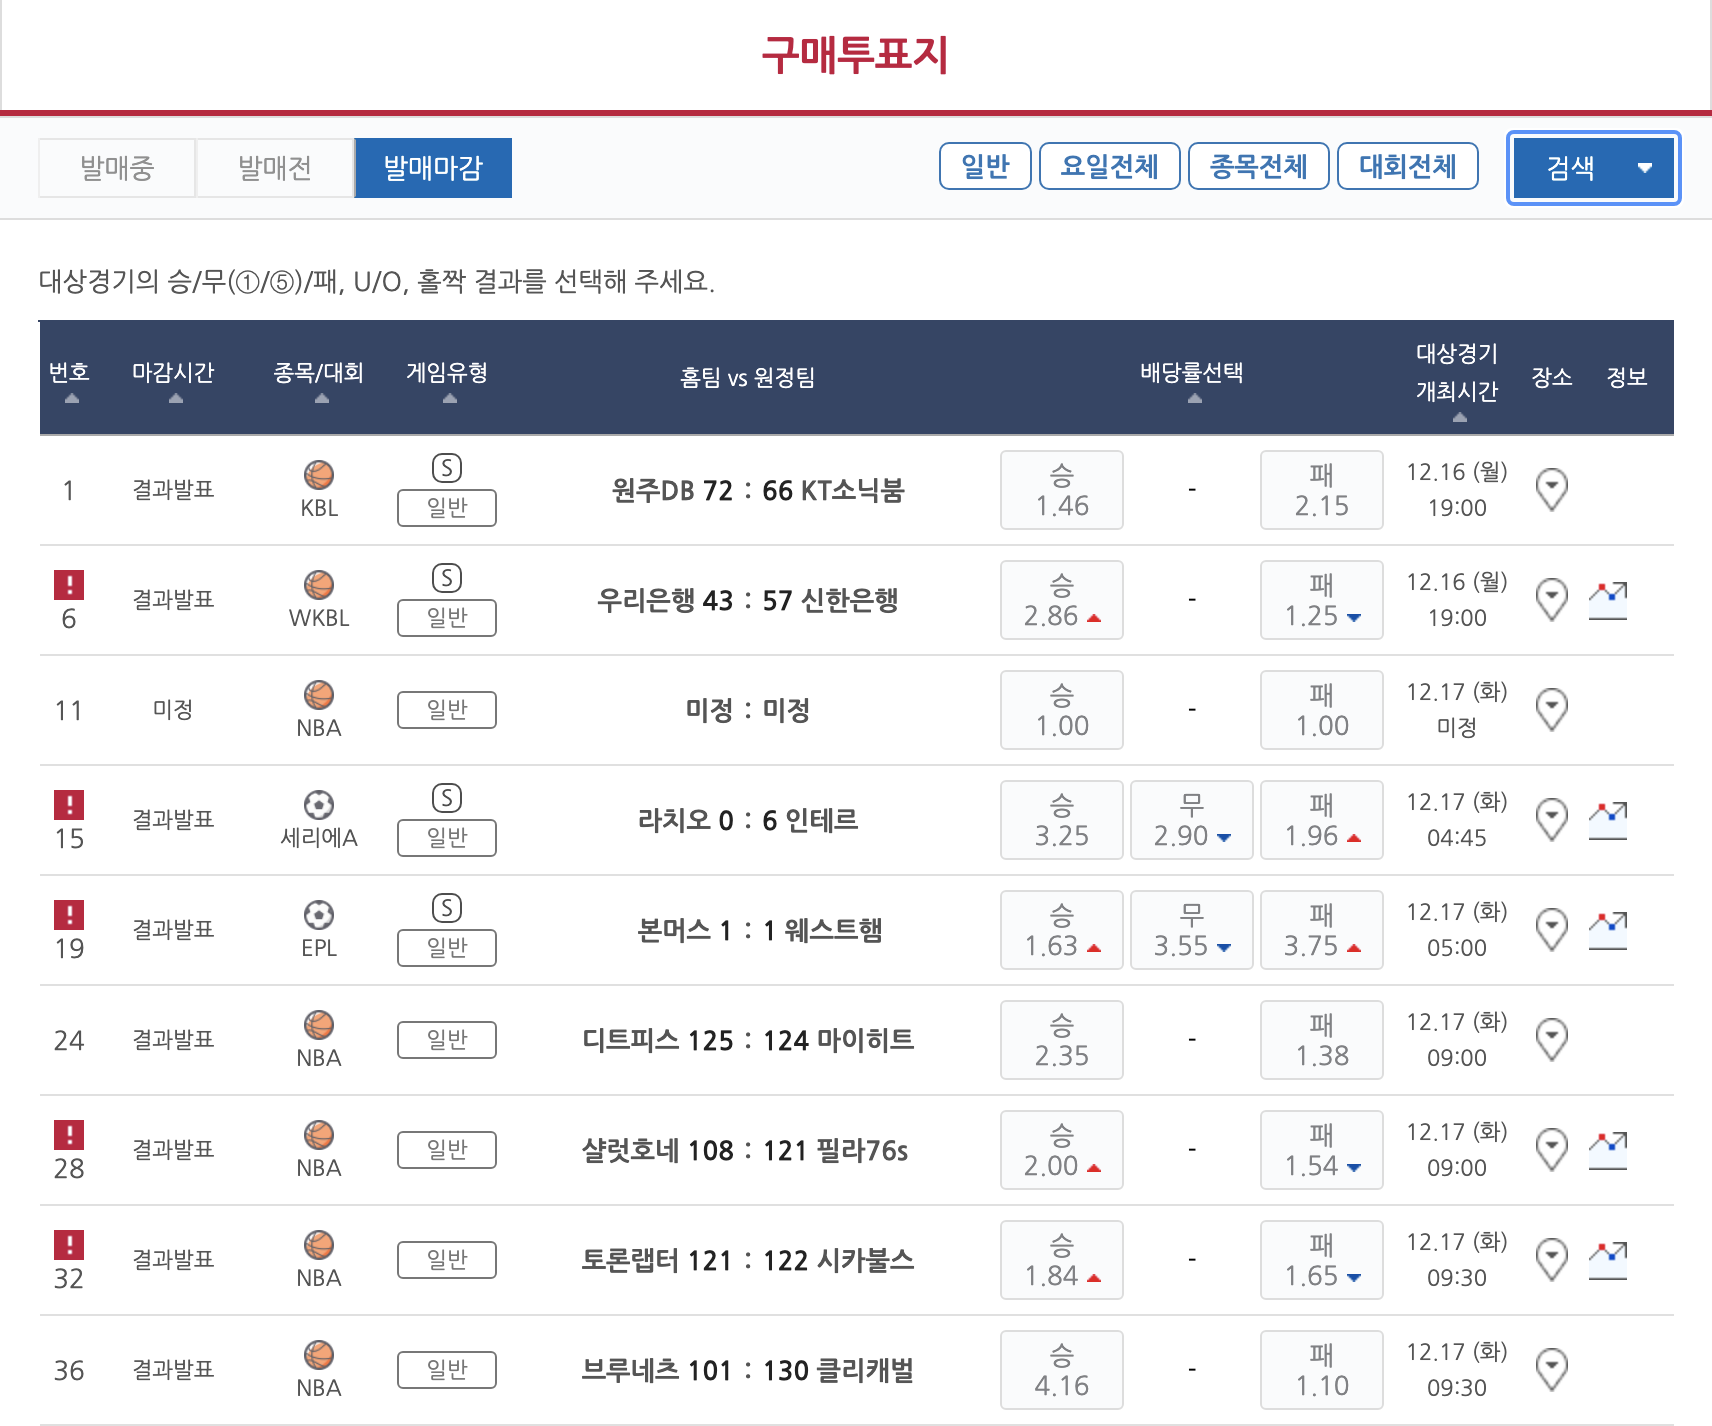 구매투표지
발매중 발매전 발매마감 일반 요일전체 종목전체 대회전체 검색
대상경기의 승/무(①/⑤)/패, U/O, 홀짝 결과를 선택해 주세요.
번호 마감시간 종목/대회 게임유형 홈팀 vs 원정팀 배당률선택 대상경기 개최시간 장소 정보
1 결과발표 KBL S 일반 원주DB 72 : 66 KT소닉붐 승 1.46 - 패 2.15 12.16 (월) 19:00
! 6 결과발표 WKBL S 일반 우리은행 43 : 57 신한은행 승 2.86 - 패 1.25 12.16 (월) 19:00
11 미정 NBA 일반 미정 : 미정 승 1.00 - 패 1.00 12.17 (화) 미정
! 15 결과발표 세리에A S 일반 라치오 0 : 6 인테르 승 3.25 무 2.90 패 1.96 12.17 (화) 04:45
! 19 결과발표 EPL S 일반 본머스 1 : 1 웨스트햄 승 1.63 무 3.55 패 3.75 12.17 (화) 05:00
24 결과발표 NBA 일반 디트피스 125 : 124 마이히트 승 2.35 - 패 1.38 12.17 (화) 09:00
! 28 결과발표 NBA 일반 샬럿호네 108 : 121 필라76s 승 2.00 - 패 1.54 12.17 (화) 09:00
! 32 결과발표 NBA 일반 토론랩터 121 : 122 시카불스 승 1.84 - 패 1.65 12.17 (화) 09:30
36 결과발표 NBA 일반 브루네츠 101 : 130 클리캐벌 승 4.16 - 패 1.10 12.17 (화) 09:30